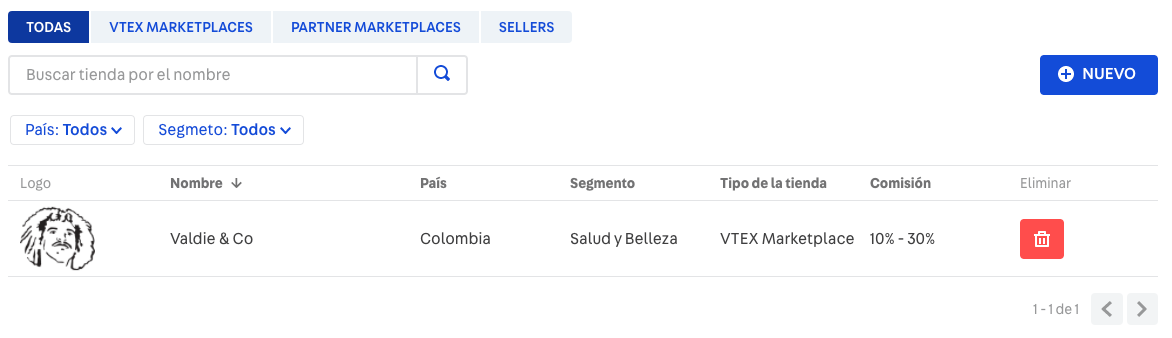 TODAS VTEX MARKETPLACES PARTNER MARKETPLACES SELLERS
Buscar tienda por el nombre NUEVO
País: Todos Segmeto: Todos
Logo Nombre País Segmento Tipo de la tienda Comisión Eliminar
Valdie & Co Colombia Salud y Belleza VTEX Marketplace 10% - 30%
1 - 1 de 1